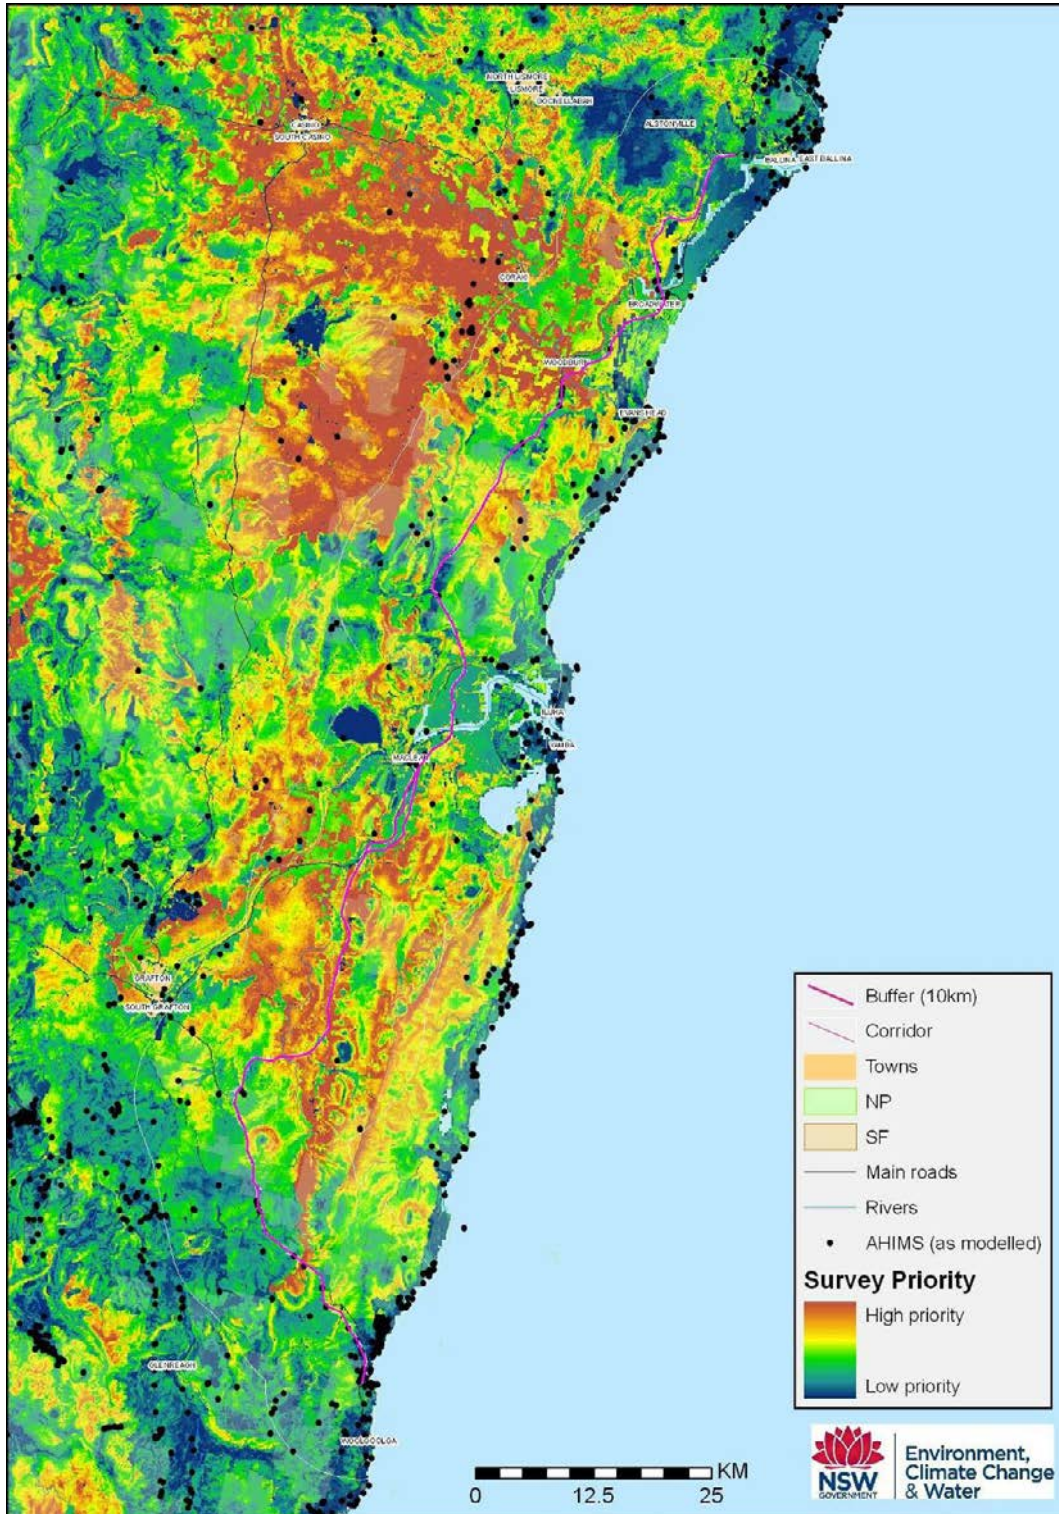 NORTH LISMORE
LISMORE
GOONELLABAH
ALSTONVILLE
CASINO
SOUTH CASINO
BALLINA
EAST BALLINA
CORAKI
BROADWATER
WOODBURN
EVANS HEAD
ILUKA
YAMBA
MACLEAN
GRAFTON
SOUTH GRAFTON
GLENREAGH
WOOLGOOLGA
Buffer (10km)
Corridor
Towns
NP
SF
Main roads
Rivers
AHIMS (as modelled)
Survey Priority
High priority
Low priority
KM
0 12.5 25
NSW
GOVERNMENT
Environment,
Climate Change
& Water